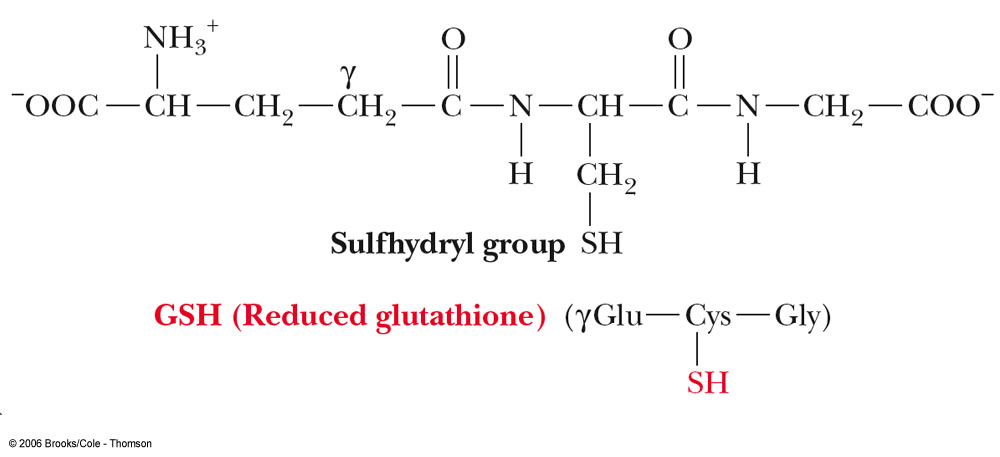 NH₃⁺ O O
γ
⁻OOC—CH—CH₂—CH₂—C—N—CH—C—N—CH₂—COO⁻
H CH₂ H
Sulfhydryl group SH
GSH (Reduced glutathione) (γGlu—Cys—Gly)
SH
© 2006 Brooks/Cole - Thomson